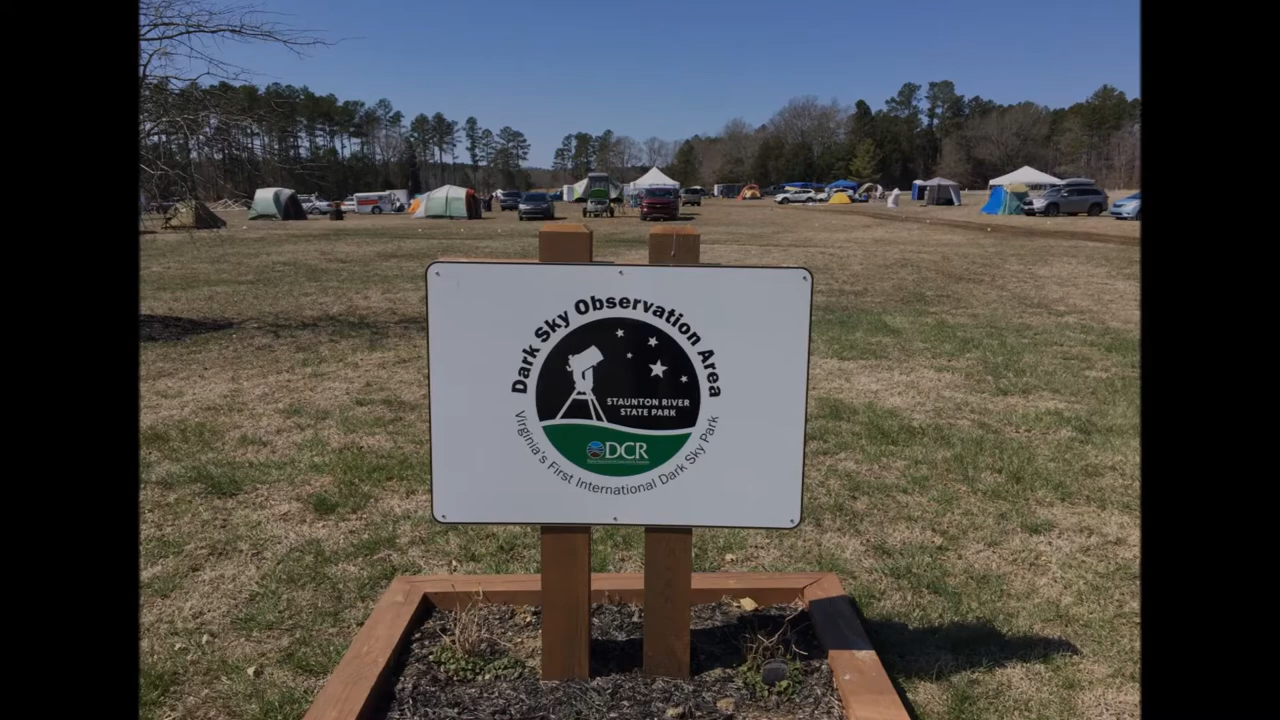 Dark Sky Observation Area
STAUNTON RIVER
STATE PARK
DCR
Virginia's First International Dark Sky Park